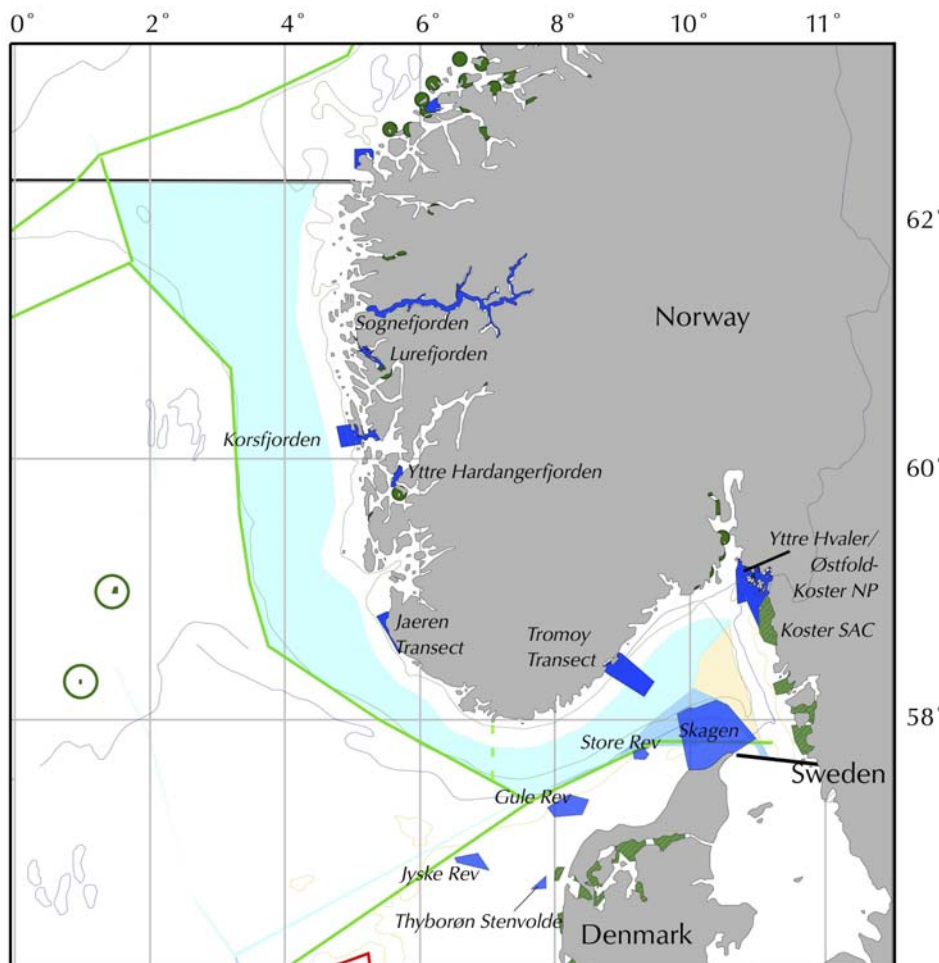 0° 2° 4° 6° 8° 10° 11°
62°
Norway
Sognefjorden
Lurefjorden
Korsfjorden
60°
Yttre Hardangerfjorden
Yttre Hvaler/
Østfold-
Koster NP
Jaeren
Transect
Tromoy
Transect
Koster SAC
58°
Skagen
Store Rev
Sweden
Gule Rev
Jyske Rev
Thyborøn Stenvolde
Denmark